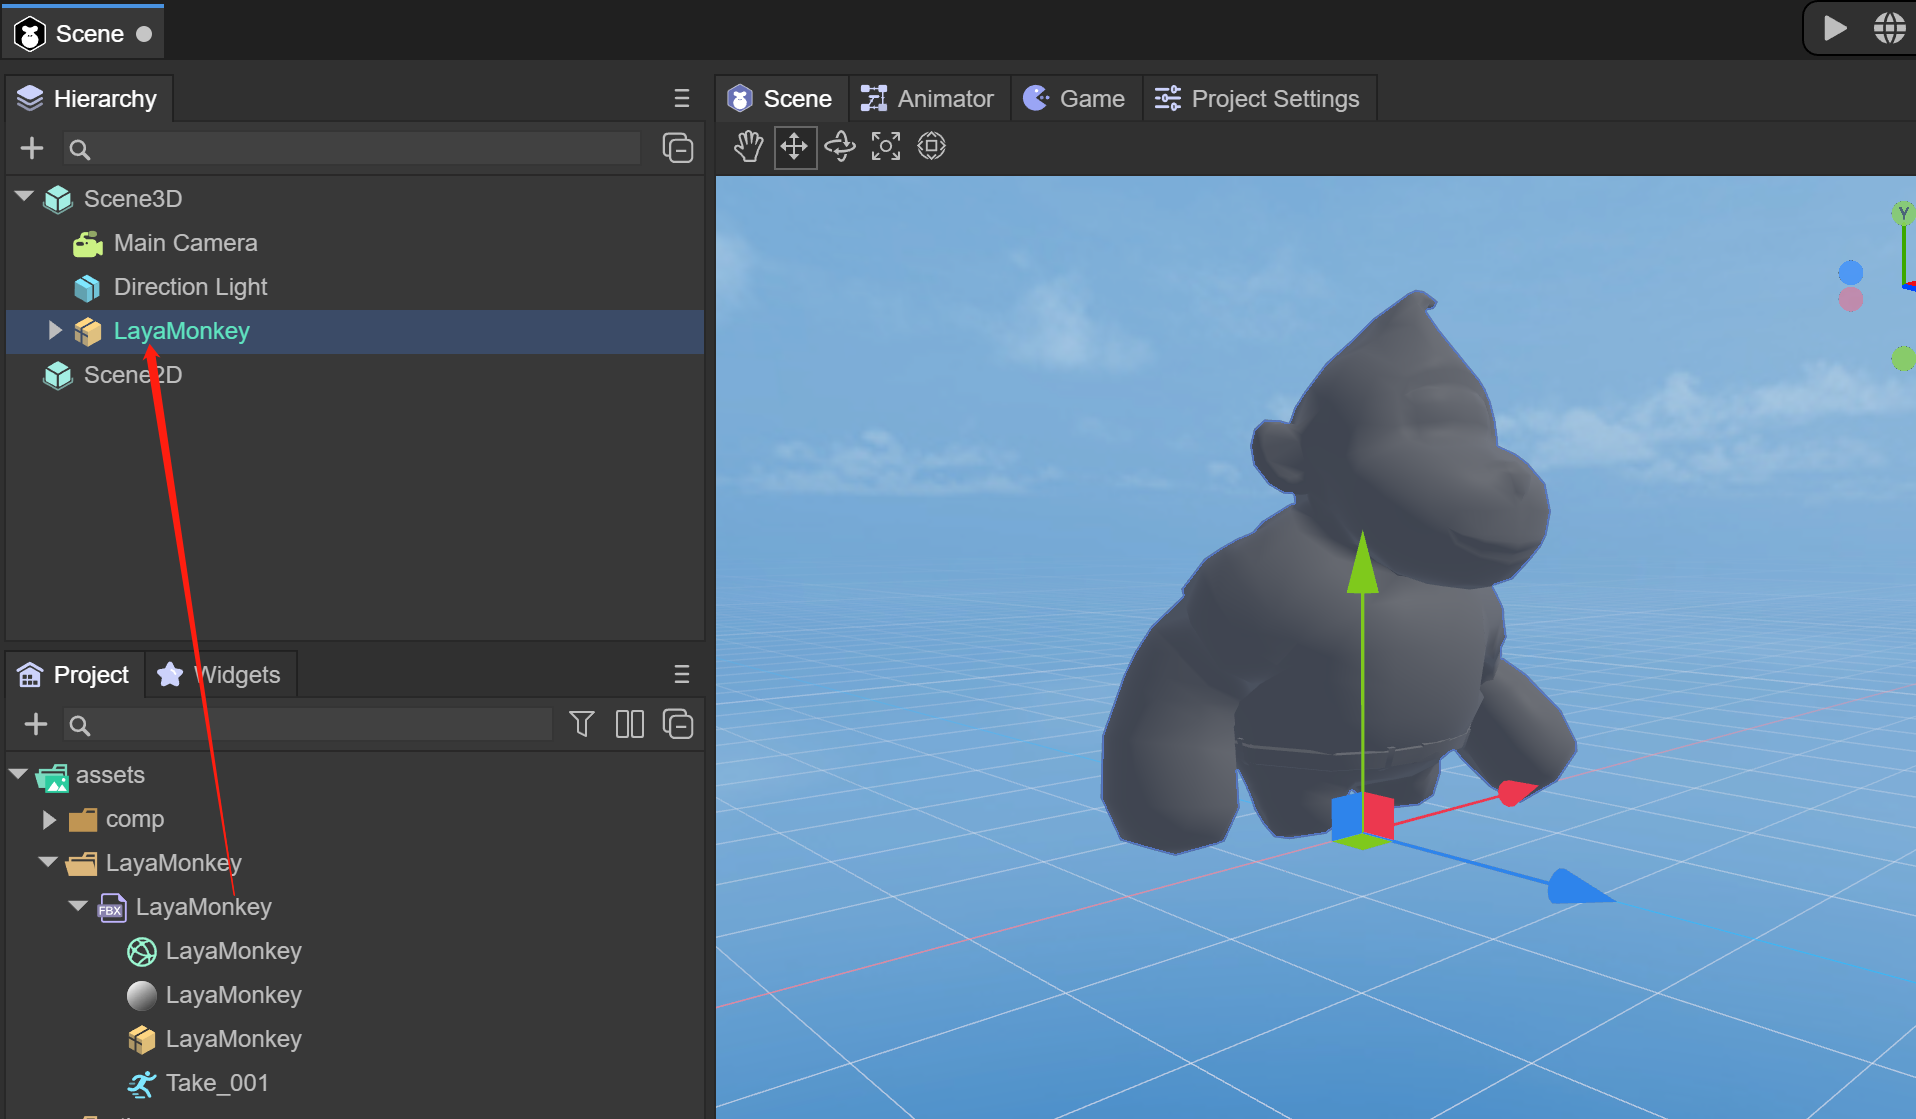 Scene
Hierarchy
Scene
Animator
Game
Project Settings
Scene3D
Main Camera
Direction Light
LayaMonkey
Scene2D
Y
Project
Widgets
assets
comp
LayaMonkey
FBX LayaMonkey
LayaMonkey
LayaMonkey
LayaMonkey
Take_001